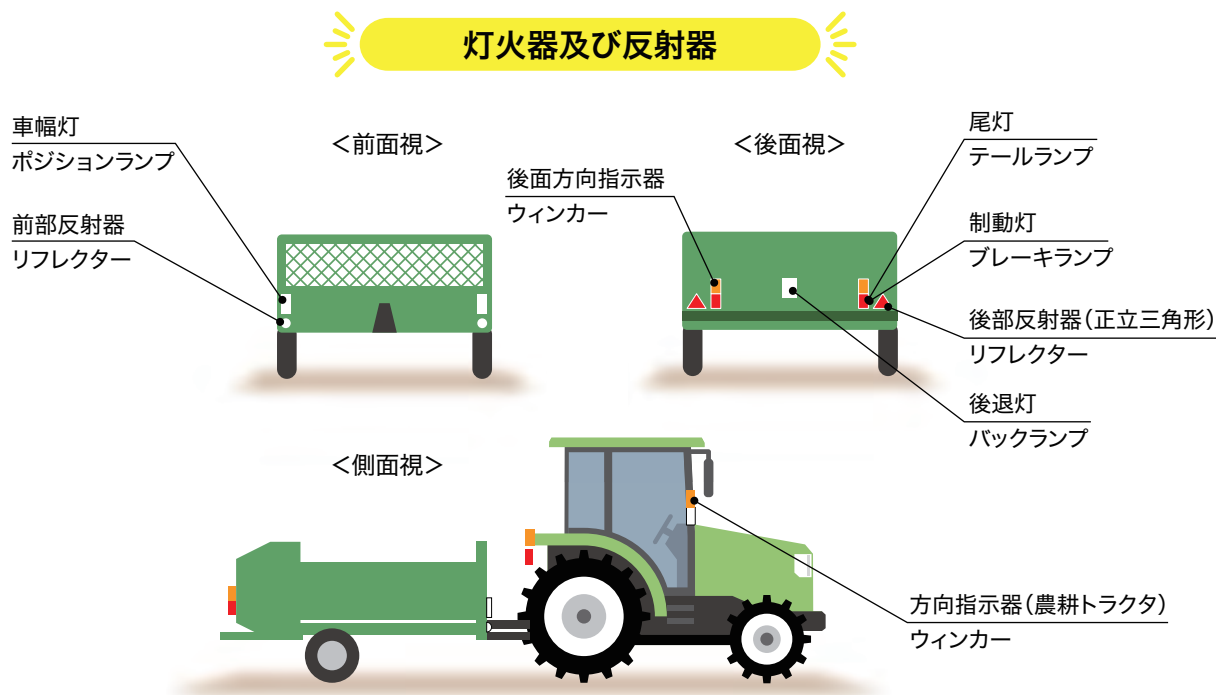 灯火器及び反射器
＜前面視＞
車幅灯
ポジションランプ
前部反射器
リフレクター
＜後面視＞
後面方向指示器
ウィンカー
尾灯
テールランプ
制動灯
ブレーキランプ
後部反射器（正立三角形）
リフレクター
後退灯
バックランプ
＜側面視＞
方向指示器（農耕トラクタ）
ウィンカー